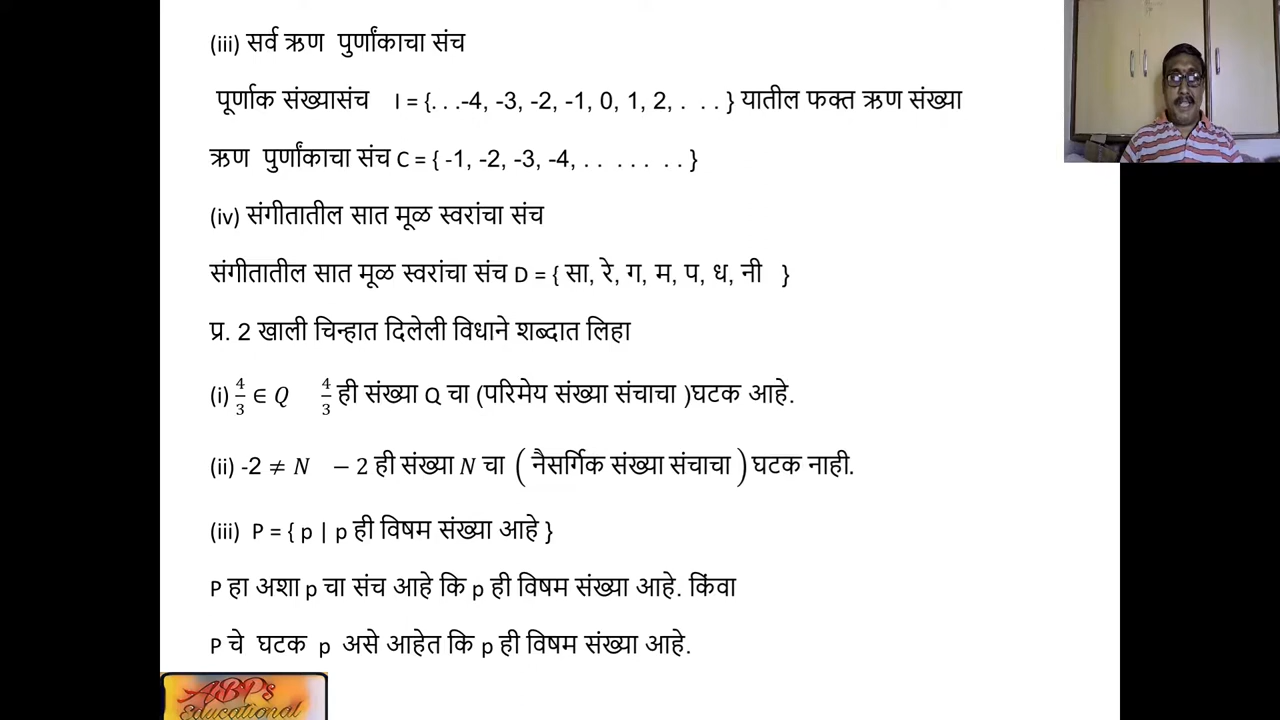 (iii) सर्व ऋण पुर्णांकाचा संच
पूर्णाक संख्यासंच I = {. . .-4, -3, -2, -1, 0, 1, 2, . . . } यातील फक्त ऋण संख्या
ऋण पुर्णांकाचा संच C = { -1, -2, -3, -4, . . . . . . . }
(iv) संगीतातील सात मूळ स्वरांचा संच
संगीतातील सात मूळ स्वरांचा संच D = { सा, रे, ग, म, प, ध, नी }
प्र. 2 खाली चिन्हात दिलेली विधाने शब्दात लिहा
(i) 4/3 ∈ Q 4/3 ही संख्या Q चा (परिमेय संख्या संचाचा )घटक आहे.
(ii) -2 ≠ N − 2 ही संख्या N चा ( नैसर्गिक संख्या संचाचा ) घटक नाही.
(iii) P = { p | p ही विषम संख्या आहे }
P हा अशा p चा संच आहे कि p ही विषम संख्या आहे. किंवा
P चे घटक p असे आहेत कि p ही विषम संख्या आहे.
ABPs
Educational